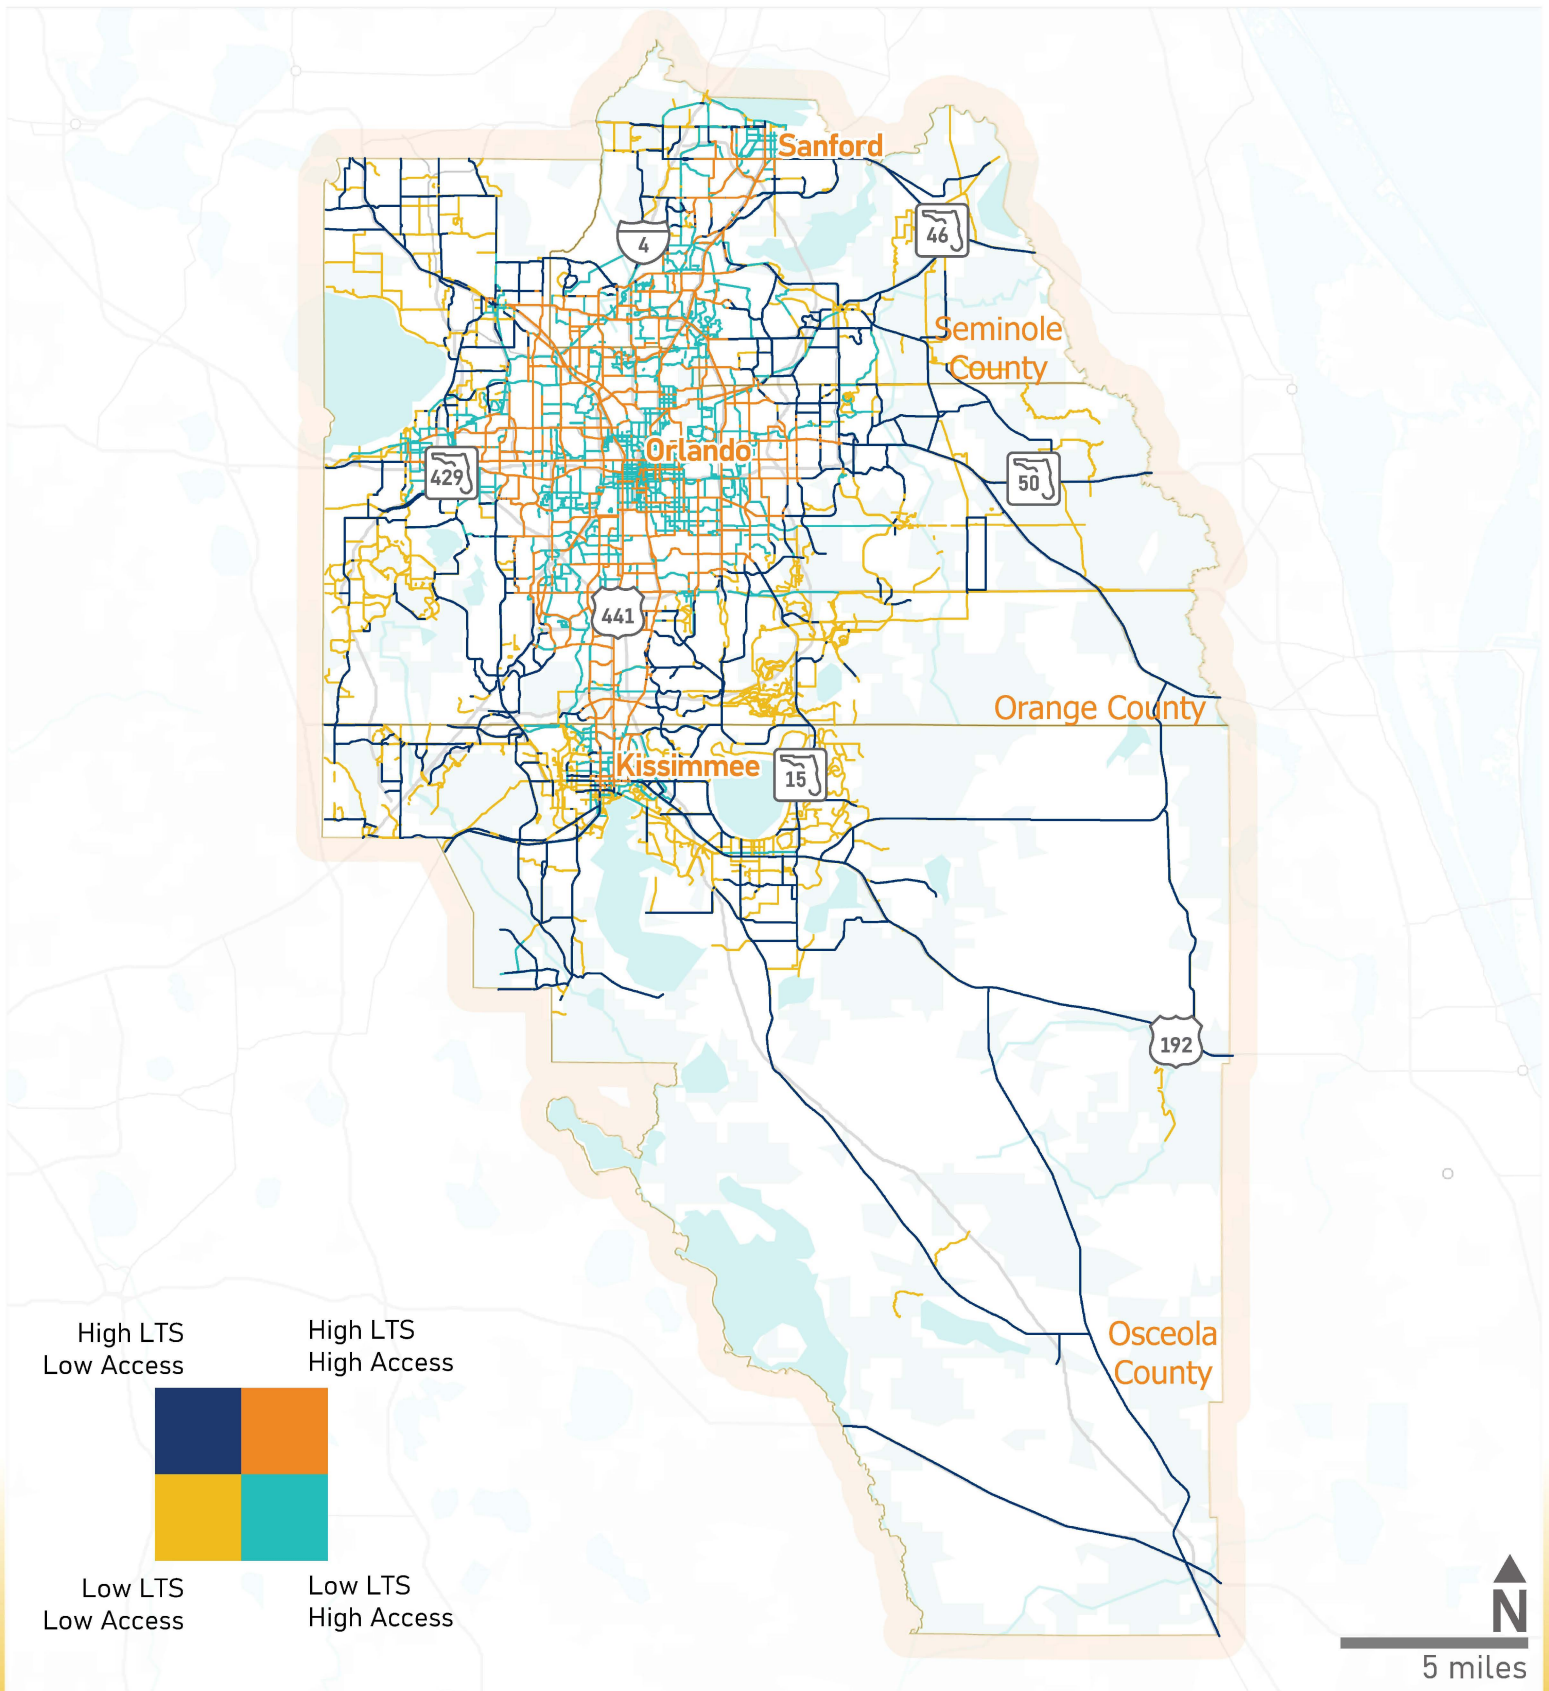 Sanford
46
4
Seminole
County
Orlando
429
50
441
Orange County
Kissimmee
15
192
Osceola
County
High LTS
Low Access
High LTS
High Access
Low LTS
Low Access
Low LTS
High Access
N
5 miles